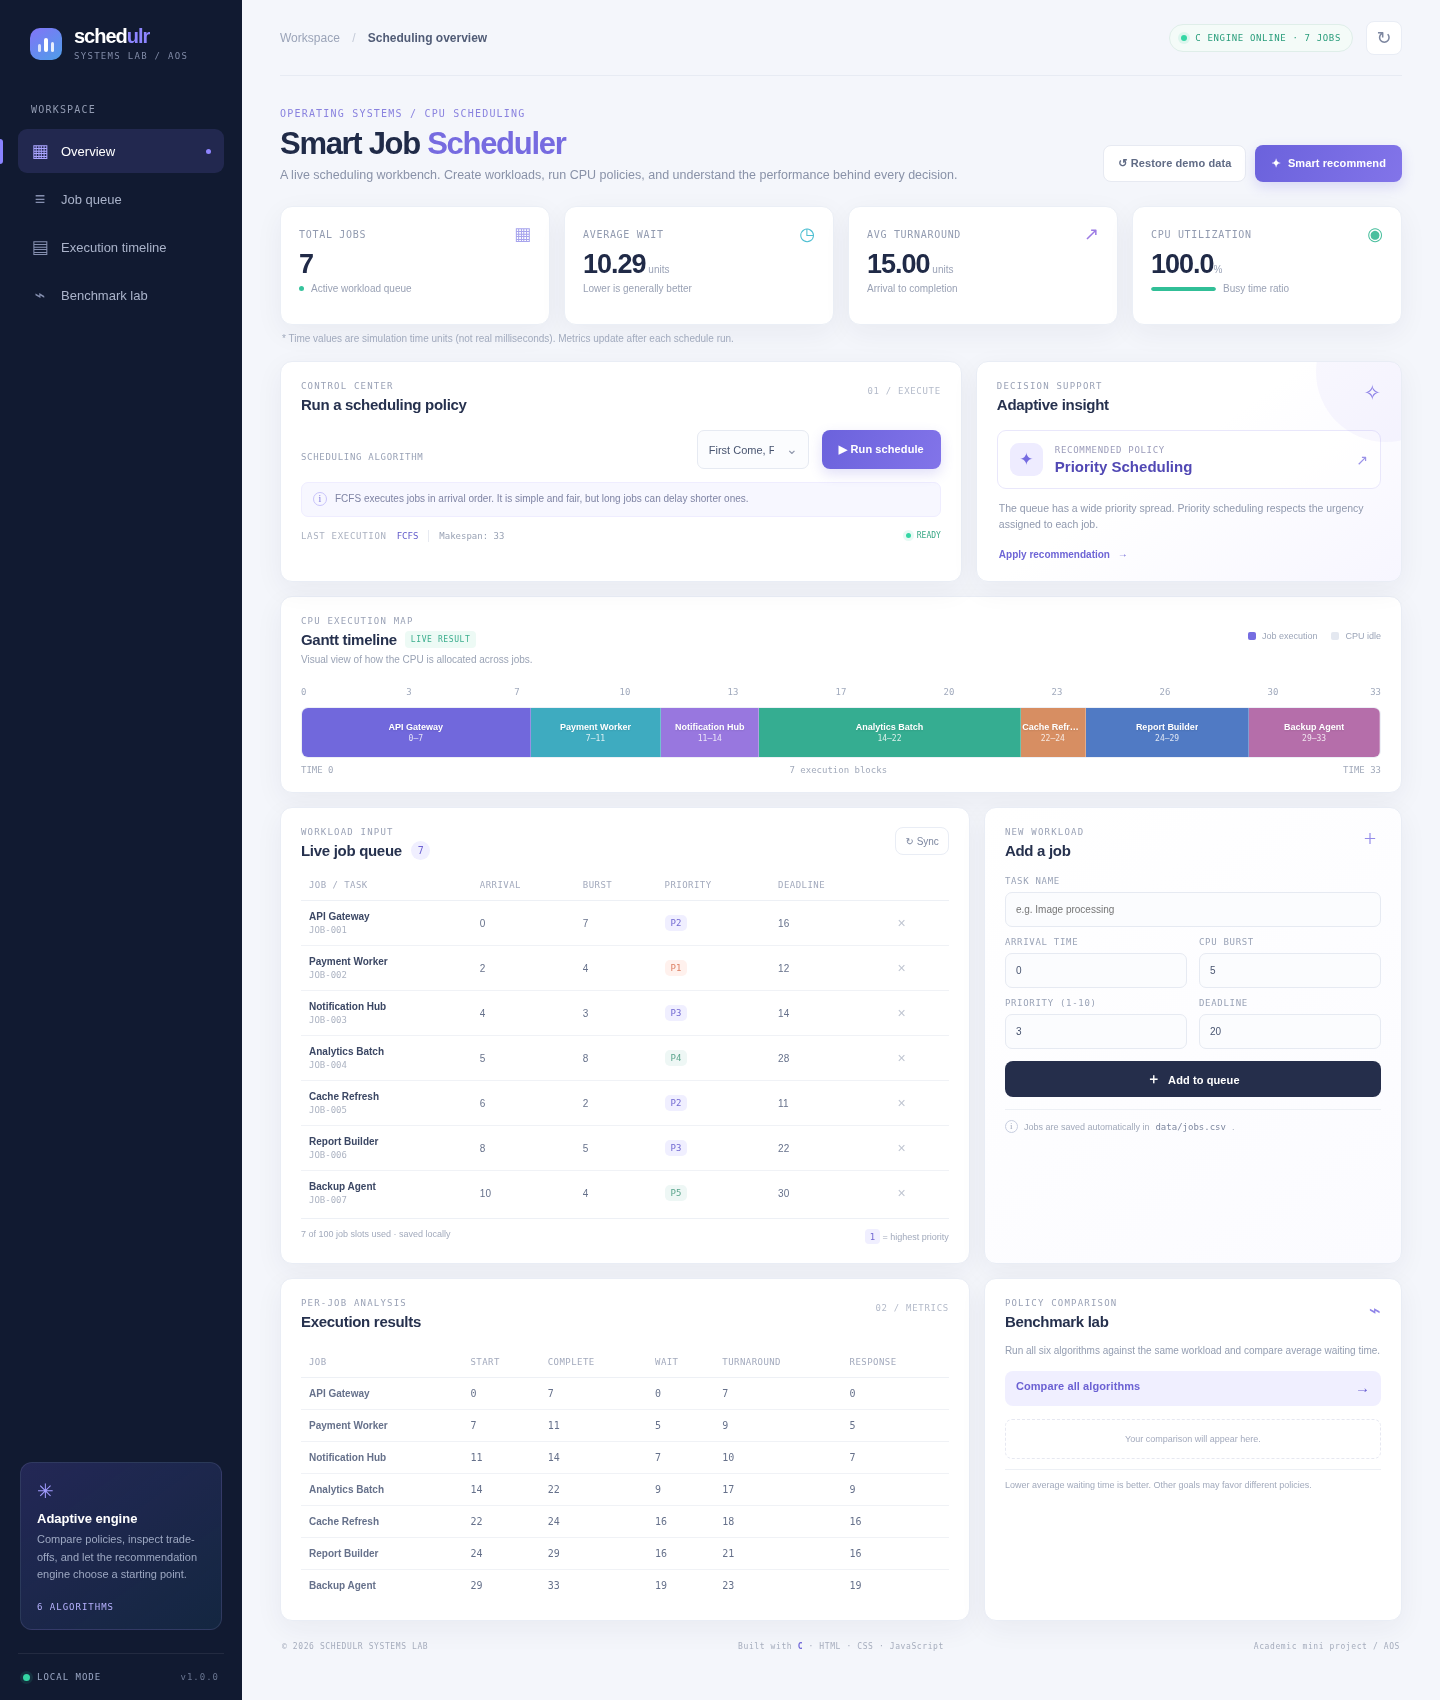 schedulr
SYSTEMS LAB / AOS
WORKSPACE
Overview
Job queue
Execution timeline
Benchmark lab
Adaptive engine
Compare policies, inspect trade-
offs, and let the recommendation
engine choose a starting point.
6 ALGORITHMS
LOCAL MODE v1.0.0
Workspace / Scheduling overview
C ENGINE ONLINE · 7 JOBS
OPERATING SYSTEMS / CPU SCHEDULING
Smart Job Scheduler
A live scheduling workbench. Create workloads, run CPU policies, and understand the performance behind every decision.
↺ Restore demo data
✦ Smart recommend
TOTAL JOBS
7
Active workload queue
AVERAGE WAIT
10.29 units
Lower is generally better
AVG TURNAROUND
15.00 units
Arrival to completion
CPU UTILIZATION
100.0%
Busy time ratio
* Time values are simulation time units (not real milliseconds). Metrics update after each schedule run.
CONTROL CENTER
Run a scheduling policy
01 / EXECUTE
SCHEDULING ALGORITHM
First Come, F
▶ Run schedule
i FCFS executes jobs in arrival order. It is simple and fair, but long jobs can delay shorter ones.
LAST EXECUTION FCFS Makespan: 33
READY
DECISION SUPPORT
Adaptive insight
RECOMMENDED POLICY
Priority Scheduling
The queue has a wide priority spread. Priority scheduling respects the urgency
assigned to each job.
Apply recommendation →
CPU EXECUTION MAP
Gantt timeline LIVE RESULT
Visual view of how the CPU is allocated across jobs.
Job execution CPU idle
0 3 7 10 13 17 20 23 26 30 33
API Gateway Payment Worker Notification Hub Analytics Batch Cache Refr… Report Builder Backup Agent
0–7 7–11 11–14 14–22 22–24 24–29 29–33
TIME 0 7 execution blocks TIME 33
WORKLOAD INPUT
Live job queue 7
↻ Sync
JOB / TASK ARRIVAL BURST PRIORITY DEADLINE
API Gateway 0 7 P2 16 ×
JOB-001
Payment Worker 2 4 P1 12 ×
JOB-002
Notification Hub 4 3 P3 14 ×
JOB-003
Analytics Batch 5 8 P4 28 ×
JOB-004
Cache Refresh 6 2 P2 11 ×
JOB-005
Report Builder 8 5 P3 22 ×
JOB-006
Backup Agent 10 4 P5 30 ×
JOB-007
7 of 100 job slots used · saved locally
1 = highest priority
NEW WORKLOAD
Add a job
+
TASK NAME
e.g. Image processing
ARRIVAL TIME CPU BURST
0 5
PRIORITY (1-10) DEADLINE
3 20
+ Add to queue
i Jobs are saved automatically in data/jobs.csv .
PER-JOB ANALYSIS
Execution results
02 / METRICS
JOB START COMPLETE WAIT TURNAROUND RESPONSE
API Gateway 0 7 0 7 0
Payment Worker 7 11 5 9 5
Notification Hub 11 14 7 10 7
Analytics Batch 14 22 9 17 9
Cache Refresh 22 24 16 18 16
Report Builder 24 29 16 21 16
Backup Agent 29 33 19 23 19
POLICY COMPARISON
Benchmark lab
Run all six algorithms against the same workload and compare average waiting time.
Compare all algorithms →
Your comparison will appear here.
Lower average waiting time is better. Other goals may favor different policies.
© 2026 SCHEDULR SYSTEMS LAB
Built with C · HTML · CSS · JavaScript
Academic mini project / AOS